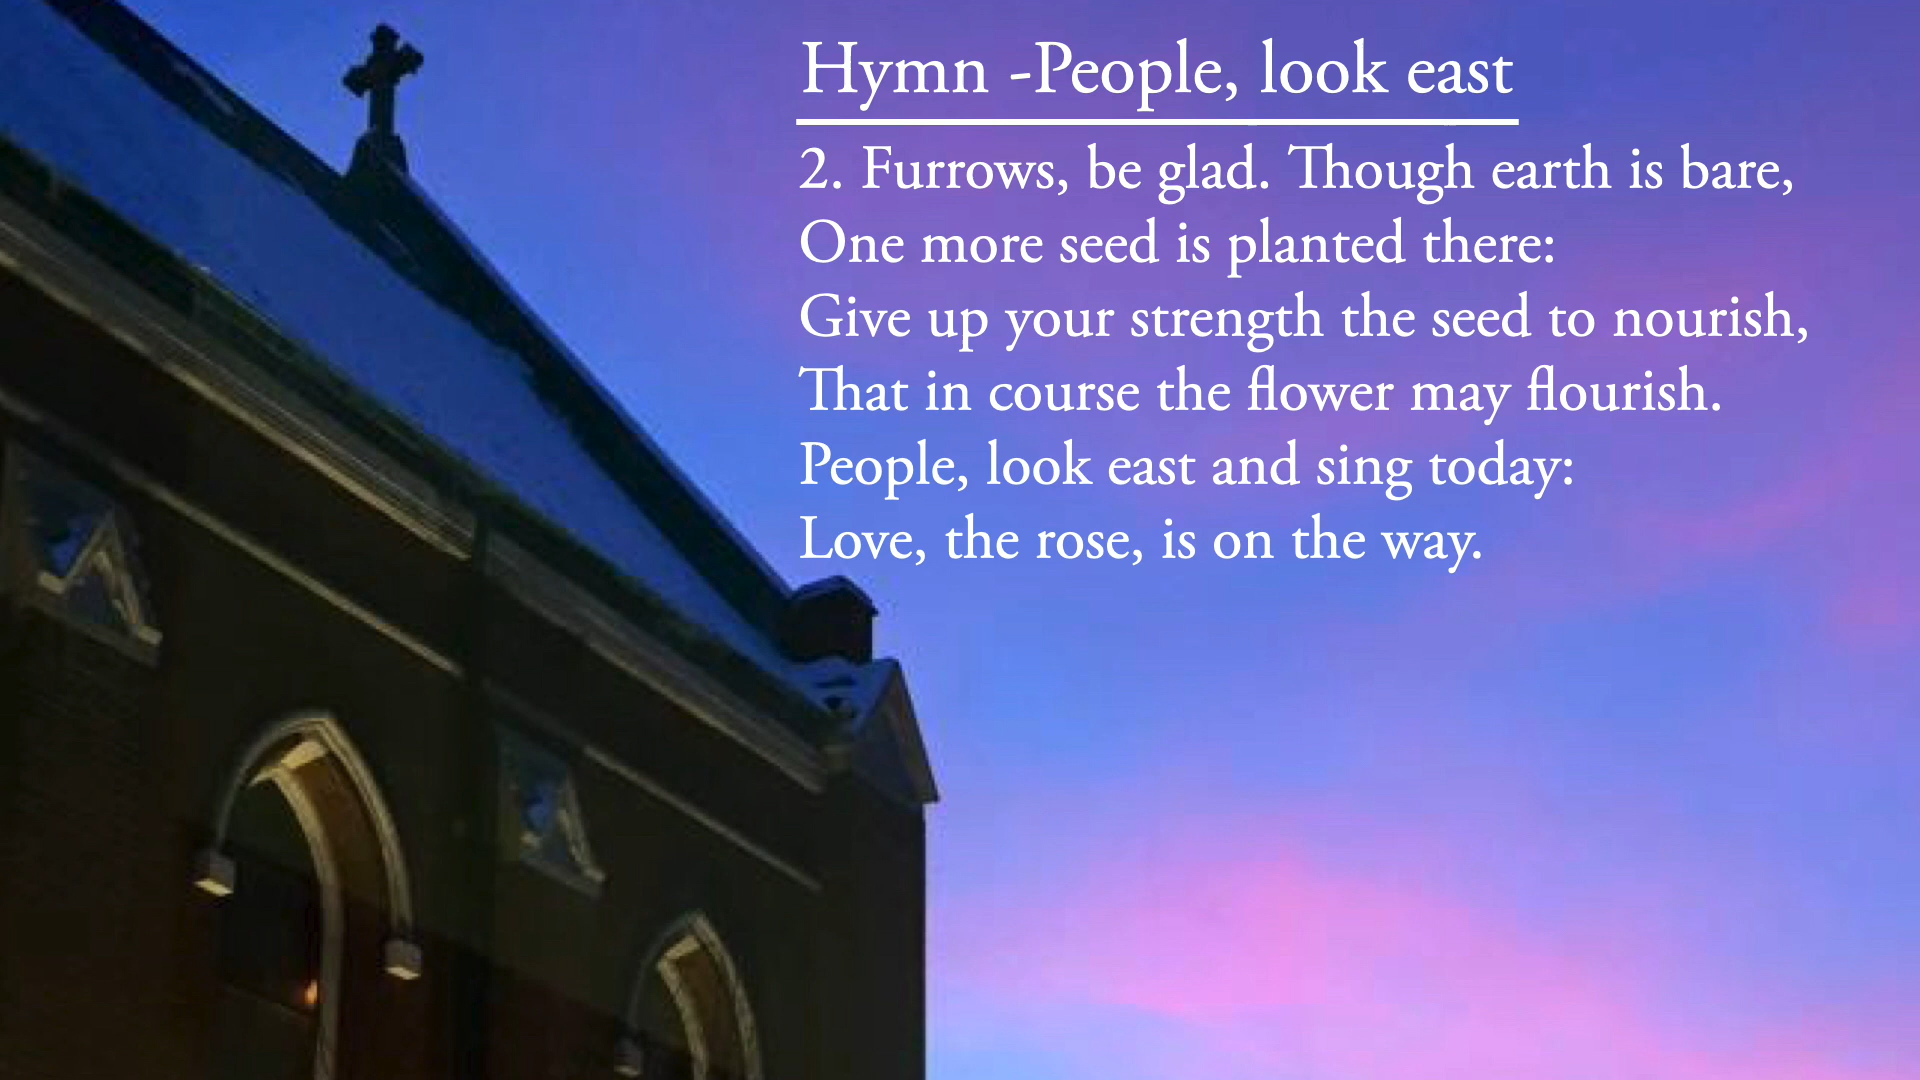 Hymn -People, look east
2. Furrows, be glad. Though earth is bare,
One more seed is planted there:
Give up your strength the seed to nourish,
That in course the flower may flourish.
People, look east and sing today:
Love, the rose, is on the way.